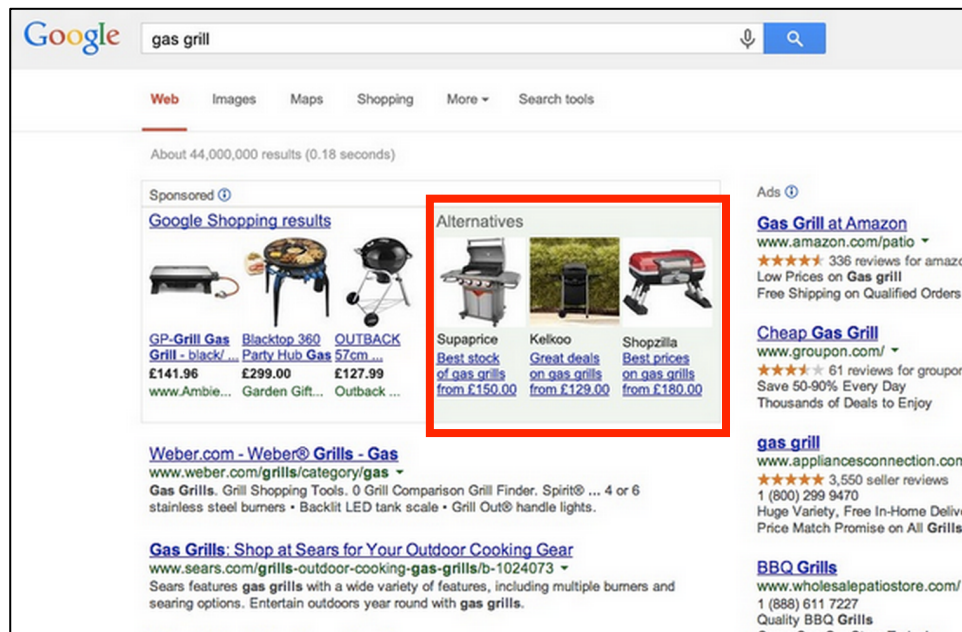 Google
gas grill
Web Images Maps Shopping More Search tools
About 44,000,000 results (0.18 seconds)
Sponsored
Google Shopping results
GP-Grill Gas
Grill - black/ ...
£141.96
www.Ambie...
Blacktop 360
Party Hub Gas
£299.00
Garden Gift...
OUTBACK
57cm ...
£127.99
Outback ...
Alternatives
Supaprice
Best stock
of gas grills
from £150.00
Kelkoo
Great deals
on gas grills
from £129.00
Shopzilla
Best prices
on gas grills
from £180.00
Weber.com - Weber® Grills - Gas
www.weber.com/grills/category/gas
Gas Grills. Grill Shopping Tools. 0 Grill Comparison Grill Finder. Spirit® ... 4 or 6
stainless steel burners • Backlit LED tank scale • Grill Out® handle lights.
Gas Grills: Shop at Sears for Your Outdoor Cooking Gear
www.sears.com/grills-outdoor-cooking-gas-grills/b-1024073
Sears features gas grills with a wide variety of features, including multiple burners and
searing options. Entertain outdoors year round with gas grills.
Ads
Gas Grill at Amazon
www.amazon.com/patio
336 reviews for amazo
Low Prices on Gas grill
Free Shipping on Qualified Orders
Cheap Gas Grill
www.groupon.com/
61 reviews for groupon
Save 50-90% Every Day
Thousands of Deals to Enjoy
gas grill
www.appliancesconnection.con
3,550 seller reviews
1 (800) 299 9470
Huge Variety, Free In-Home Delive
Price Match Promise on All Grills
BBQ Grills
www.wholesalepatiostore.com/
1 (888) 611 7227
Quality BBQ Grills